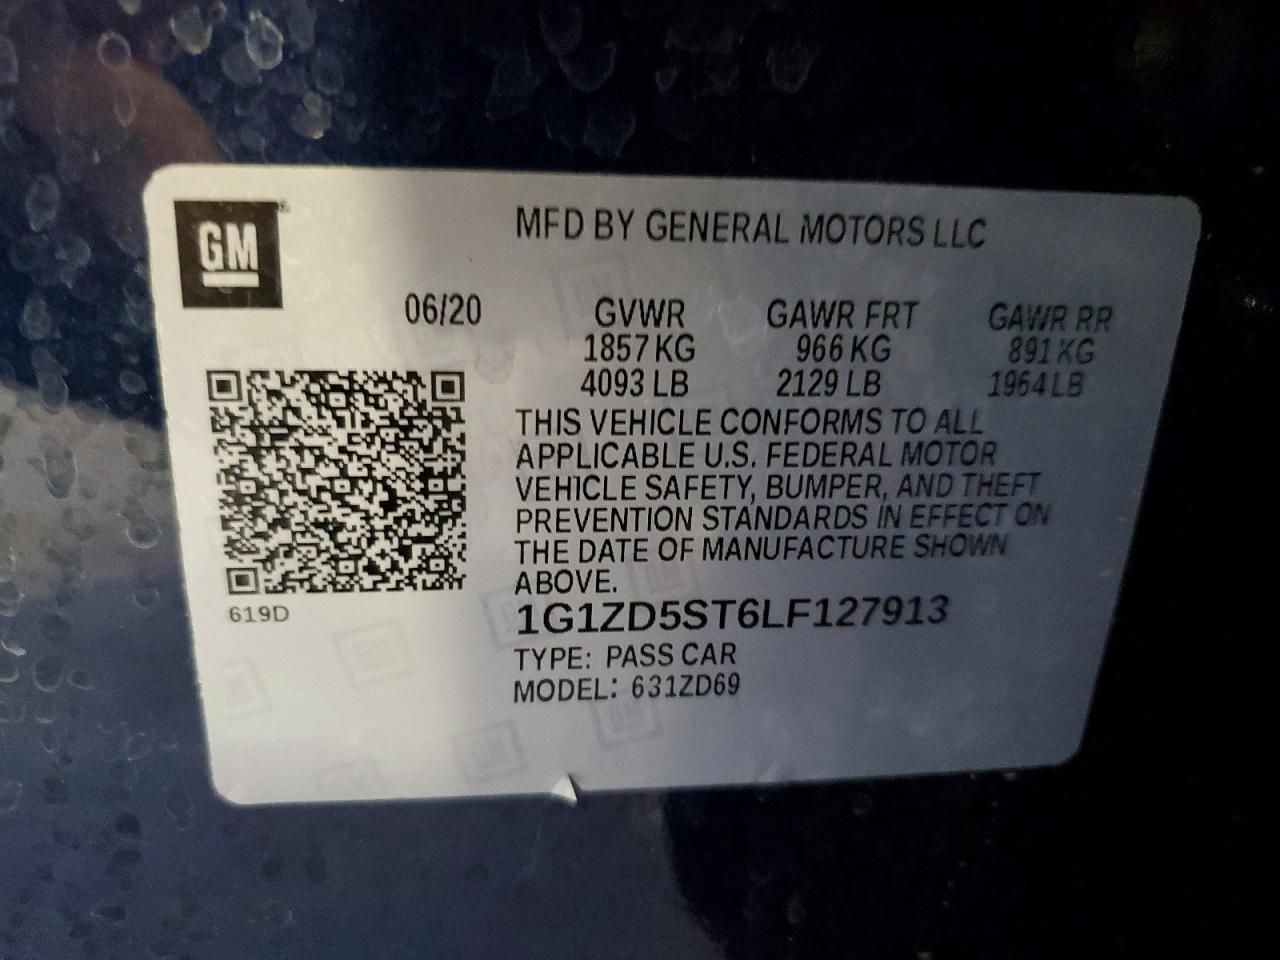 GM
MFD BY GENERAL MOTORS LLC
06/20 GVWR GAWR FRT GAWR RR
1857 KG 966 KG 891 KG
4093 LB 2129 LB 1964 LB
THIS VEHICLE CONFORMS TO ALL
APPLICABLE U.S. FEDERAL MOTOR
VEHICLE SAFETY, BUMPER, AND THEFT
PREVENTION STANDARDS IN EFFECT ON
THE DATE OF MANUFACTURE SHOWN
ABOVE.
619D
1G1ZD5ST6LF127913
TYPE: PASS CAR
MODEL: 631ZD69